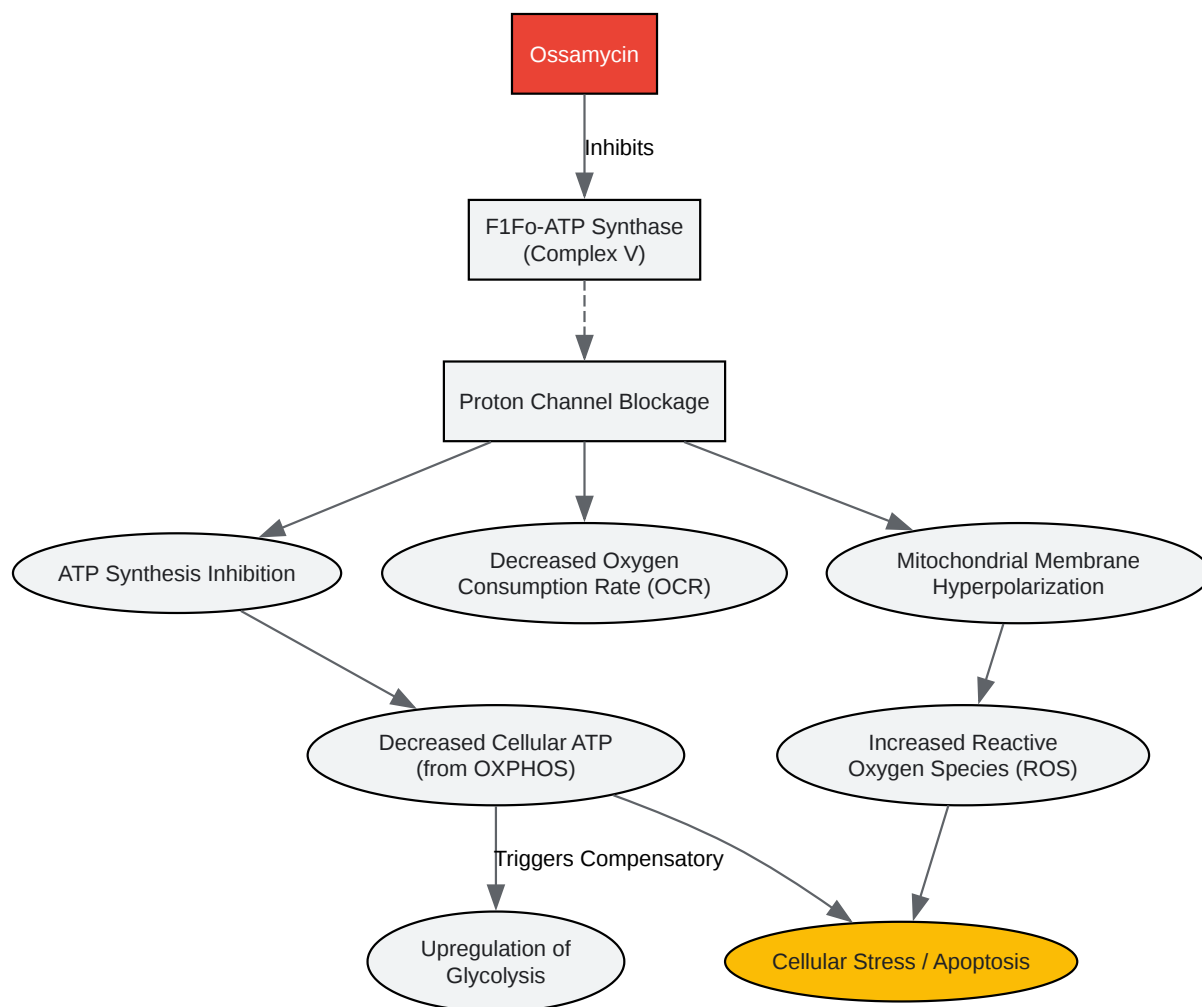 Ossamycin
Inhibits
F1Fo-ATP Synthase
(Complex V)
Proton Channel Blockage
ATP Synthesis Inhibition
Decreased Oxygen
Consumption Rate (OCR)
Mitochondrial Membrane
Hyperpolarization
Decreased Cellular ATP
(from OXPHOS)
Increased Reactive
Oxygen Species (ROS)
Triggers Compensatory
Upregulation of
Glycolysis
Cellular Stress / Apoptosis